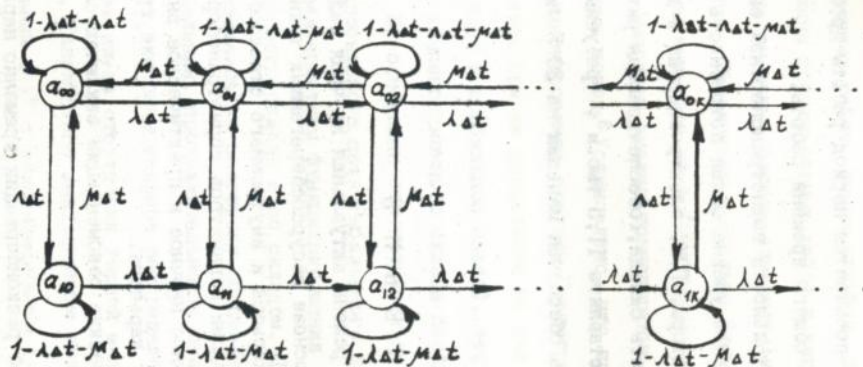 1-λΔt-ΛΔt 1-λΔt-ΛΔt-μΔt 1-λΔt-ΛΔt-μΔt 1-λΔt-ΛΔt-μΔt
μΔt μΔt μΔt μΔt μΔt
a₀₀ a₀₁ a₀₂ a₀ₖ
λΔt λΔt λΔt λΔt λΔt
ΛΔt μΔt ΛΔt μΔt ΛΔt μΔt ΛΔt μΔt
λΔt λΔt λΔt λΔt λΔt
a₁₀ a₁₁ a₁₂ a₁ₖ
1-λΔt-μΔt 1-λΔt-μΔt 1-λΔt-μΔt 1-λΔt-μΔt